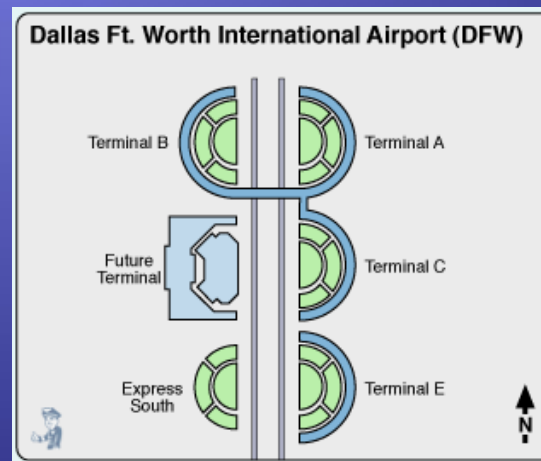 Dallas Ft. Worth International Airport (DFW)
Terminal B
Terminal A
Future
Terminal
Terminal C
Express
South
Terminal E
N